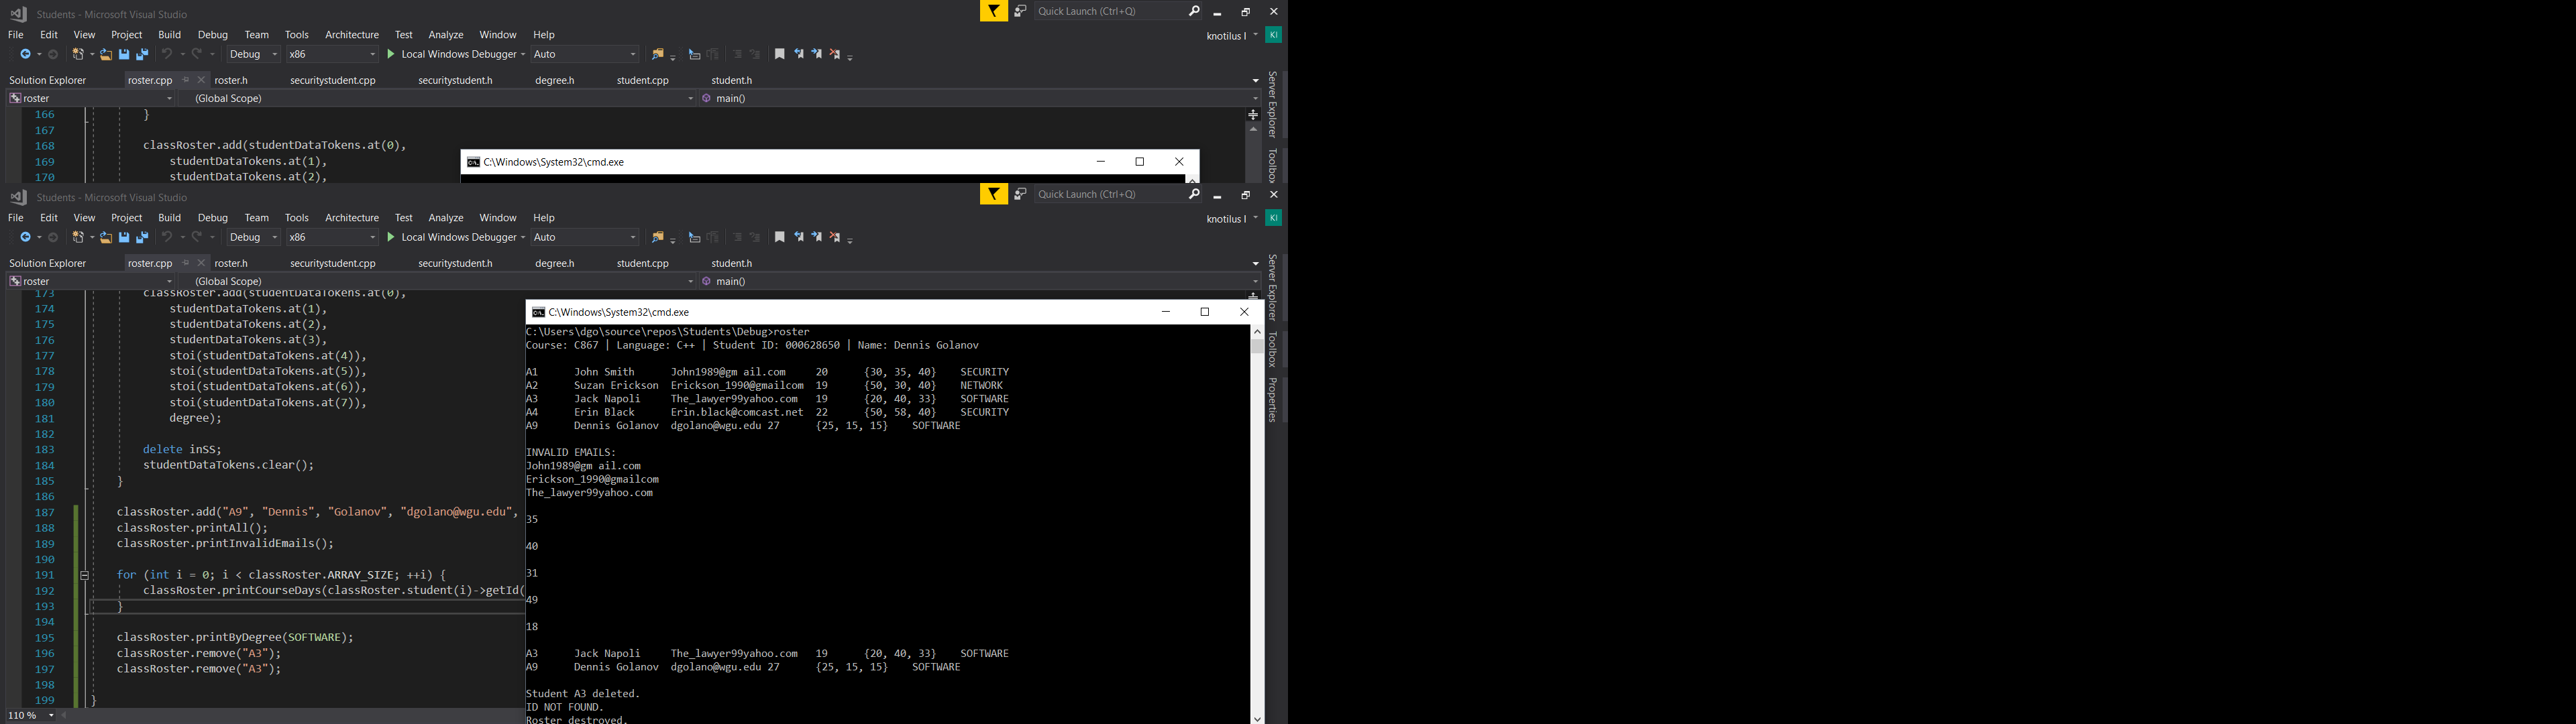 Students - Microsoft Visual Studio
Quick Launch (Ctrl+Q)
File Edit View Project Build Debug Team Tools Architecture Test Analyze Window Help
knotilus I KI
Debug x86 Local Windows Debugger Auto
Solution Explorer roster.cpp roster.h securitystudent.cpp securitystudent.h degree.h student.cpp student.h
roster (Global Scope) main()
Server Explorer
Toolbox
166 }
167
168 classRoster.add(studentDataTokens.at(0),
169 studentDataTokens.at(1),
170 studentDataTokens.at(2),
C:\Windows\System32\cmd.exe
Students - Microsoft Visual Studio
Quick Launch (Ctrl+Q)
File Edit View Project Build Debug Team Tools Architecture Test Analyze Window Help
knotilus I KI
Debug x86 Local Windows Debugger Auto
Solution Explorer roster.cpp roster.h securitystudent.cpp securitystudent.h degree.h student.cpp student.h
roster (Global Scope) main()
Server Explorer
Toolbox
Properties
173 classRoster.add(studentDataTokens.at(0),
174 studentDataTokens.at(1),
175 studentDataTokens.at(2),
176 studentDataTokens.at(3),
177 stoi(studentDataTokens.at(4)),
178 stoi(studentDataTokens.at(5)),
179 stoi(studentDataTokens.at(6)),
180 stoi(studentDataTokens.at(7)),
181 degree);
182
183 delete inSS;
184 studentDataTokens.clear();
185 }
186
187 classRoster.add("A9", "Dennis", "Golanov", "dgolano@wgu.edu",
188 classRoster.printAll();
189 classRoster.printInvalidEmails();
190
191 for (int i = 0; i < classRoster.ARRAY_SIZE; ++i) {
192 classRoster.printCourseDays(classRoster.student(i)->getId(
193 }
194
195 classRoster.printByDegree(SOFTWARE);
196 classRoster.remove("A3");
197 classRoster.remove("A3");
198
199 }
110 %
C:\Windows\System32\cmd.exe
C:\Users\dgo\source\repos\Students\Debug>roster
Course: C867 | Language: C++ | Student ID: 000628650 | Name: Dennis Golanov
A1 John Smith John1989@gm ail.com 20 {30, 35, 40} SECURITY
A2 Suzan Erickson Erickson_1990@gmailcom 19 {50, 30, 40} NETWORK
A3 Jack Napoli The_lawyer99yahoo.com 19 {20, 40, 33} SOFTWARE
A4 Erin Black Erin.black@comcast.net 22 {50, 58, 40} SECURITY
A9 Dennis Golanov dgolano@wgu.edu 27 {25, 15, 15} SOFTWARE
INVALID EMAILS:
John1989@gm ail.com
Erickson_1990@gmailcom
The_lawyer99yahoo.com
35
40
31
49
18
A3 Jack Napoli The_lawyer99yahoo.com 19 {20, 40, 33} SOFTWARE
A9 Dennis Golanov dgolano@wgu.edu 27 {25, 15, 15} SOFTWARE
Student A3 deleted.
ID NOT FOUND.
Roster destroyed.